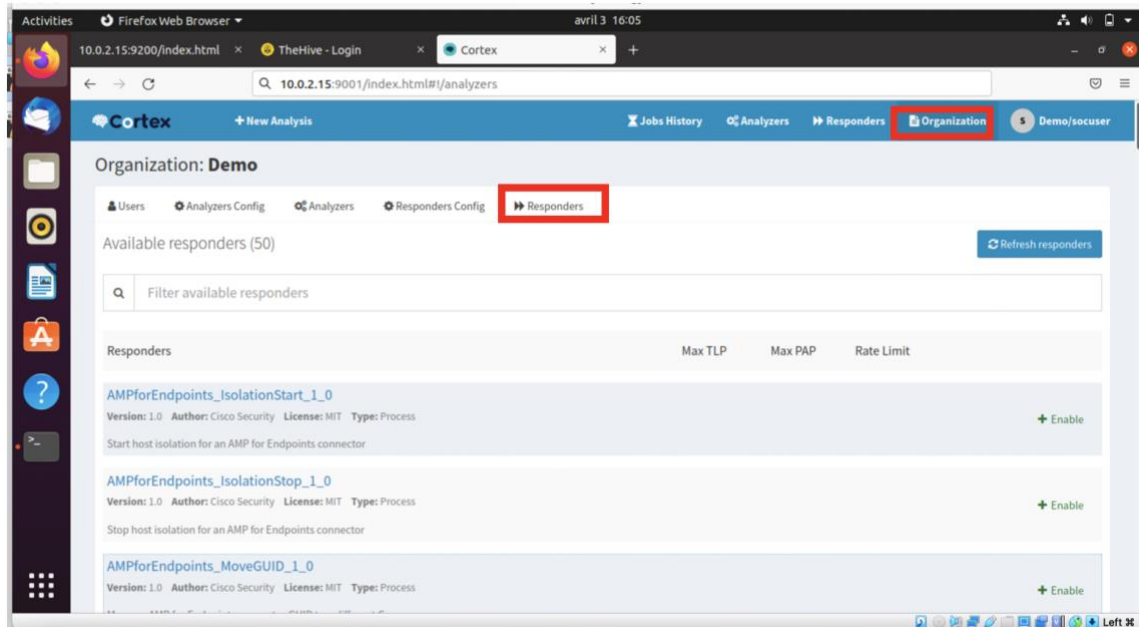 Activities Firefox Web Browser avril 3 16:05
10.0.2.15:9200/index.html × TheHive - Login × Cortex × +
10.0.2.15:9001/index.html#!/analyzers
Cortex + New Analysis Jobs History Analyzers Responders Organization S Demo/socuser
Organization: Demo
Users Analyzers Config Analyzers Responders Config Responders
Available responders (50) Refresh responders
Filter available responders
Responders Max TLP Max PAP Rate Limit
AMPforEndpoints_IsolationStart_1_0
Version: 1.0 Author: Cisco Security License: MIT Type: Process
+ Enable
Start host isolation for an AMP for Endpoints connector
AMPforEndpoints_IsolationStop_1_0
Version: 1.0 Author: Cisco Security License: MIT Type: Process
+ Enable
Stop host isolation for an AMP for Endpoints connector
AMPforEndpoints_MoveGUID_1_0
Version: 1.0 Author: Cisco Security License: MIT Type: Process
+ Enable
Left ⌘